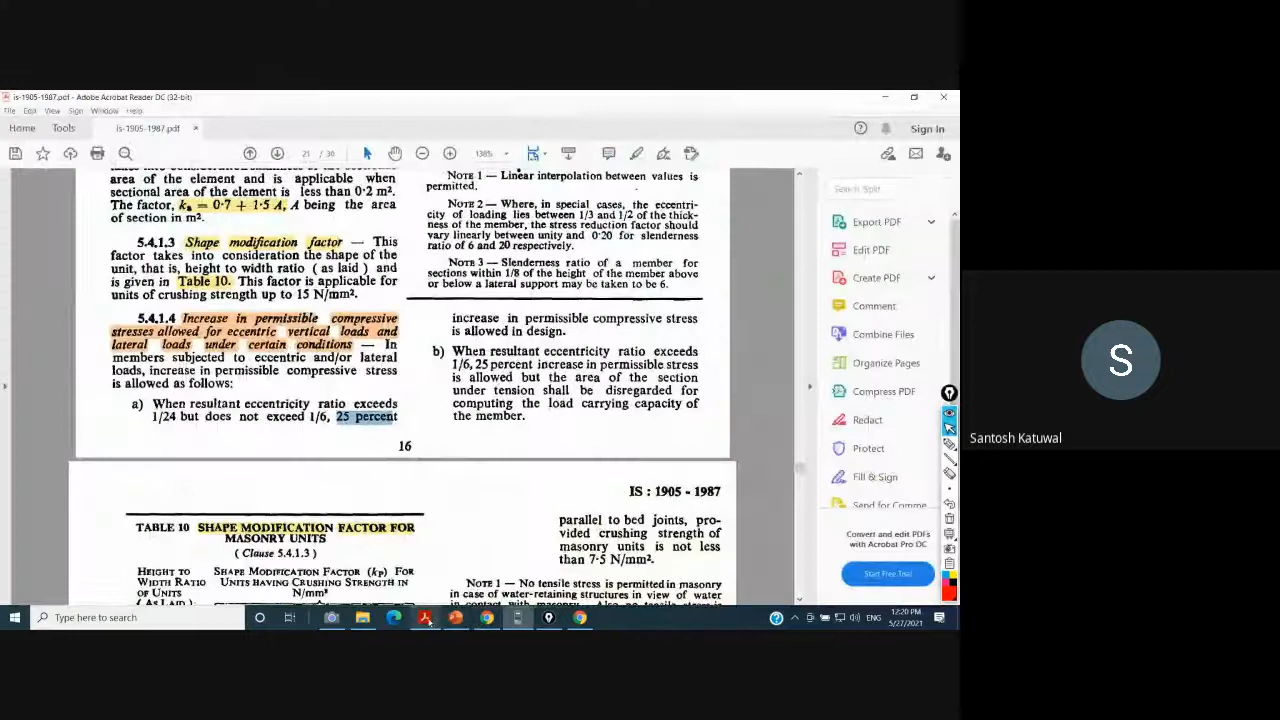 is-1905-1987.pdf - Adobe Acrobat Reader DC (32-bit)
File Edit View Sign Window Help
Home Tools is-1905-1987.pdf × Sign In
21 / 30 138%
area of the element and is applicable when
sectional area of the element is less than 0·2 m².
The factor, ks = 0·7 + 1·5 A, A being the area
of section in m².
5.4.1.3 Shape modification factor — This
factor takes into consideration the shape of the
unit, that is, height to width ratio ( as laid ) and
is given in Table 10. This factor is applicable for
units of crushing strength up to 15 N/mm².
5.4.1.4 Increase in permissible compressive
stresses allowed for eccentric vertical loads and
lateral loads under certain conditions — In
members subjected to eccentric and/or lateral
loads, increase in permissible compressive stress
is allowed as follows:
a) When resultant eccentricity ratio exceeds
1/24 but does not exceed 1/6, 25 percent
NOTE 1 — Linear interpolation between values is
permitted.
NOTE 2 — Where, in special cases, the eccentri-
city of loading lies between 1/3 and 1/2 of the thick-
ness of the member, the stress reduction factor should
vary linearly between unity and 0·20 for slenderness
ratio of 6 and 20 respectively.
NOTE 3 — Slenderness ratio of a member for
sections within 1/8 of the height of the member above
or below a lateral support may be taken to be 6.
increase in permissible compressive stress
is allowed in design.
b) When resultant eccentricity ratio exceeds
1/6, 25 percent increase in permissible stress
is allowed but the area of the section
under tension shall be disregarded for
computing the load carrying capacity of
the member.
16
IS : 1905 - 1987
TABLE 10 SHAPE MODIFICATION FACTOR FOR
MASONRY UNITS
( Clause 5.4.1.3 )
HEIGHT TO
WIDTH RATIO
OF UNITS
( AS LAID )
SHAPE MODIFICATION FACTOR (kp) FOR
UNITS HAVING CRUSHING STRENGTH IN
N/mm²
parallel to bed joints, pro-
vided crushing strength of
masonry units is not less
than 7·5 N/mm².
NOTE 1 — No tensile stress is permitted in masonry
in case of water-retaining structures in view of water
in contact with masonry. Also no tensile stress is
Search 'Split'
Export PDF
Edit PDF
Create PDF
Comment
Combine Files
Organize Pages
Compress PDF
Redact
Protect
Fill & Sign
Send for Comme
Convert and edit PDFs
with Acrobat Pro DC
Start Free Trial
Type here to search
ENG
12:20 PM
5/27/2021
S
Santosh Katuwal